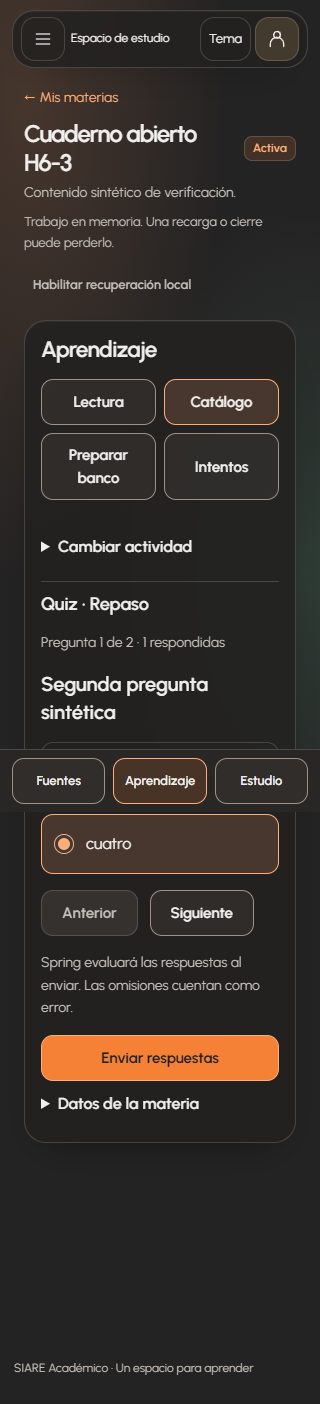 Espacio de estudio
Tema
← Mis materias
Cuaderno abierto
H6-3
Activa
Contenido sintético de verificación.
Trabajo en memoria. Una recarga o cierre
puede perderlo.
Habilitar recuperación local
Aprendizaje
Lectura
Catálogo
Preparar
banco
Intentos
▶ Cambiar actividad
Quiz · Repaso
Pregunta 1 de 2 · 1 respondidas
Segunda pregunta
sintética
Fuentes
Aprendizaje
Estudio
cuatro
Anterior
Siguiente
Spring evaluará las respuestas al
enviar. Las omisiones cuentan como
error.
Enviar respuestas
▶ Datos de la materia
SIARE Académico · Un espacio para aprender